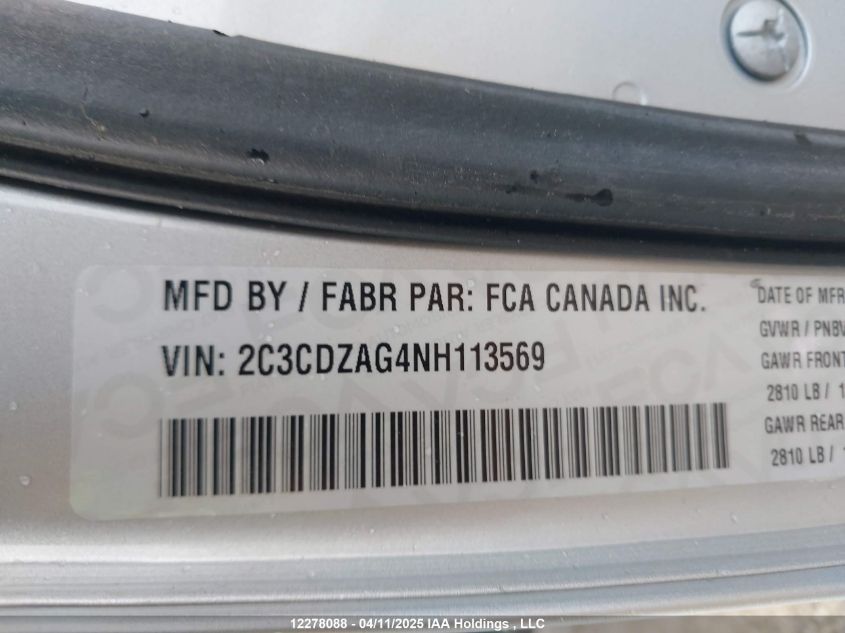 MFD BY / FABR PAR: FCA CANADA INC.
VIN: 2C3CDZAG4NH113569
DATE OF MFR
GVWR / PNBV
GAWR FRONT
2810 LB /
GAWR REAR
2810 LB /
12278088 - 04/11/2025 IAA Holdings , LLC